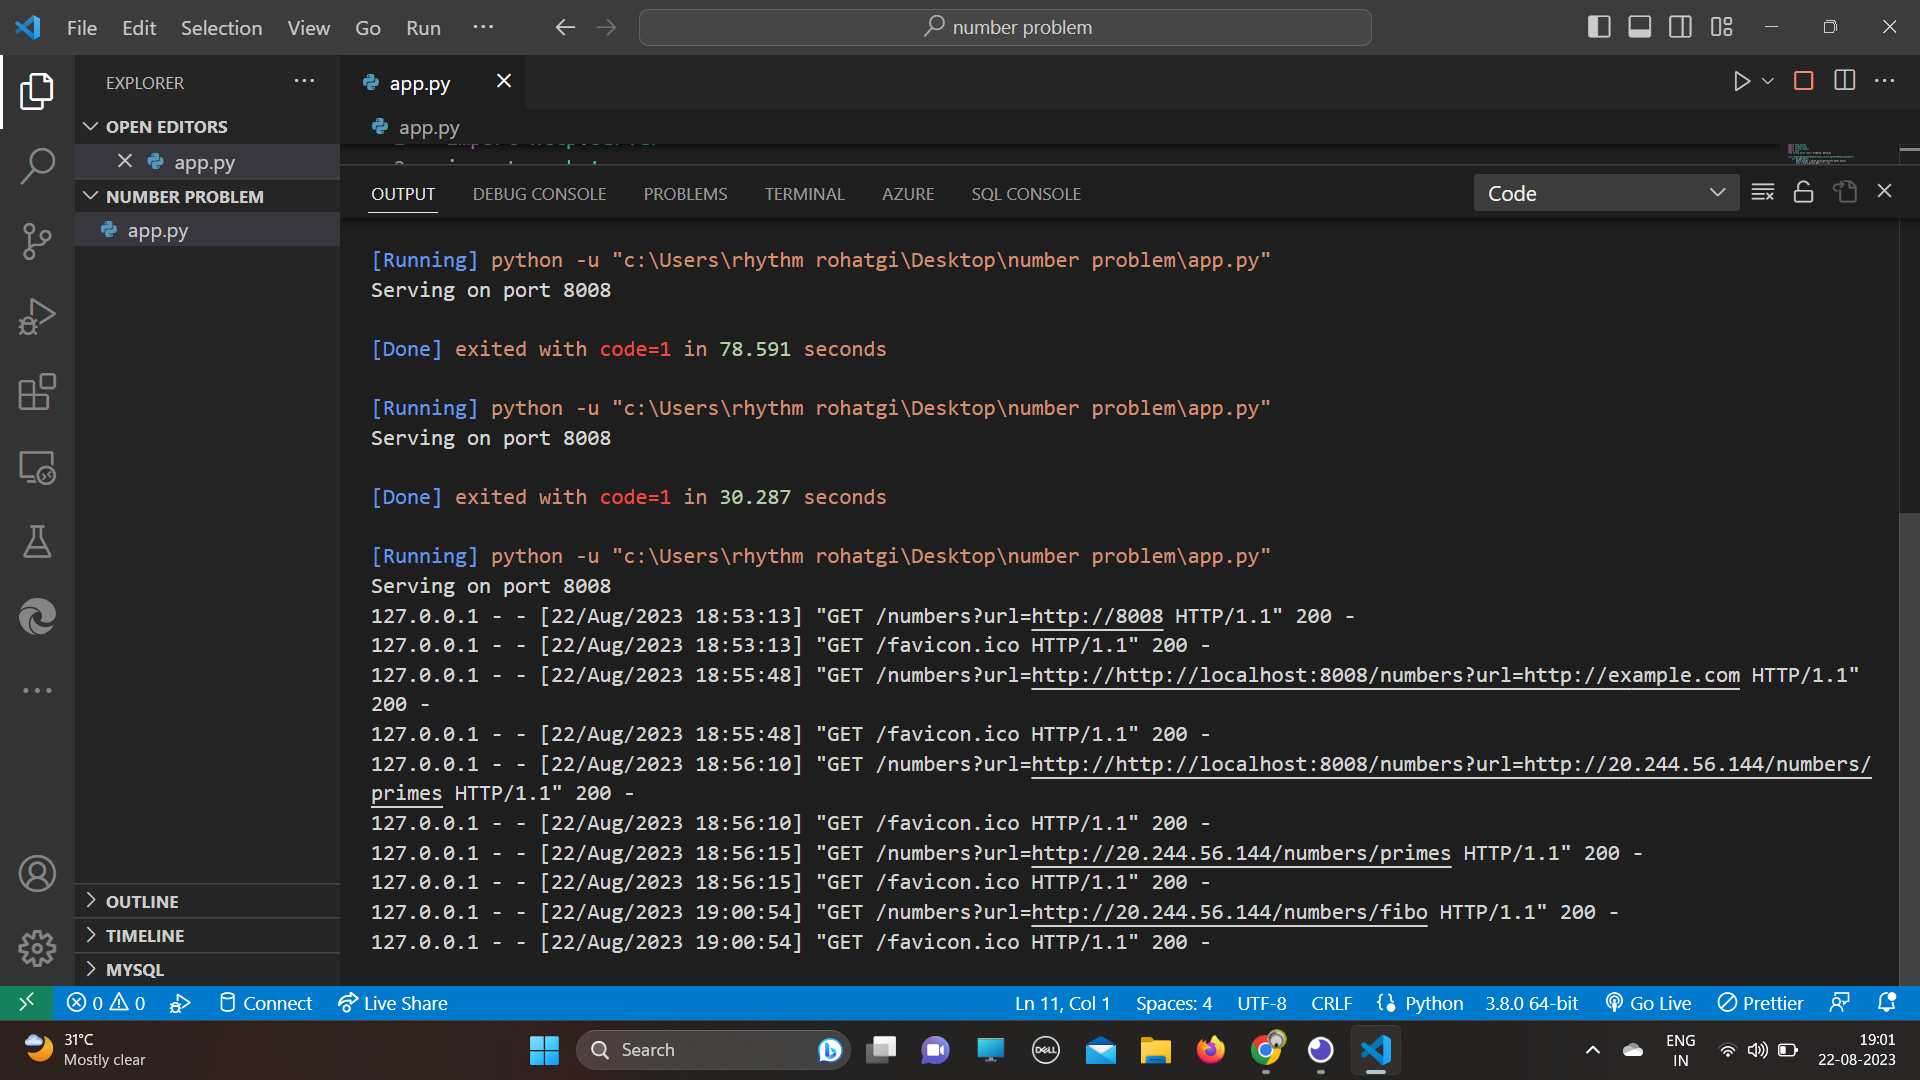 File Edit Selection View Go Run ···
number problem
EXPLORER
OPEN EDITORS
app.py
NUMBER PROBLEM
app.py
OUTLINE
TIMELINE
MYSQL
app.py
app.py
OUTPUT DEBUG CONSOLE PROBLEMS TERMINAL AZURE SQL CONSOLE
Code
[Running] python -u "c:\Users\rhythm rohatgi\Desktop\number problem\app.py"
Serving on port 8008
[Done] exited with code=1 in 78.591 seconds
[Running] python -u "c:\Users\rhythm rohatgi\Desktop\number problem\app.py"
Serving on port 8008
[Done] exited with code=1 in 30.287 seconds
[Running] python -u "c:\Users\rhythm rohatgi\Desktop\number problem\app.py"
Serving on port 8008
127.0.0.1 - - [22/Aug/2023 18:53:13] "GET /numbers?url=http://8008 HTTP/1.1" 200 -
127.0.0.1 - - [22/Aug/2023 18:53:13] "GET /favicon.ico HTTP/1.1" 200 -
127.0.0.1 - - [22/Aug/2023 18:55:48] "GET /numbers?url=http://http://localhost:8008/numbers?url=http://example.com HTTP/1.1"
200 -
127.0.0.1 - - [22/Aug/2023 18:55:48] "GET /favicon.ico HTTP/1.1" 200 -
127.0.0.1 - - [22/Aug/2023 18:56:10] "GET /numbers?url=http://http://localhost:8008/numbers?url=http://20.244.56.144/numbers/
primes HTTP/1.1" 200 -
127.0.0.1 - - [22/Aug/2023 18:56:10] "GET /favicon.ico HTTP/1.1" 200 -
127.0.0.1 - - [22/Aug/2023 18:56:15] "GET /numbers?url=http://20.244.56.144/numbers/primes HTTP/1.1" 200 -
127.0.0.1 - - [22/Aug/2023 18:56:15] "GET /favicon.ico HTTP/1.1" 200 -
127.0.0.1 - - [22/Aug/2023 19:00:54] "GET /numbers?url=http://20.244.56.144/numbers/fibo HTTP/1.1" 200 -
127.0.0.1 - - [22/Aug/2023 19:00:54] "GET /favicon.ico HTTP/1.1" 200 -
0 0 Connect Live Share Ln 11, Col 1 Spaces: 4 UTF-8 CRLF Python 3.8.0 64-bit Go Live Prettier
31°C
Mostly clear
Search
DELL
ENG
IN
19:01
22-08-2023